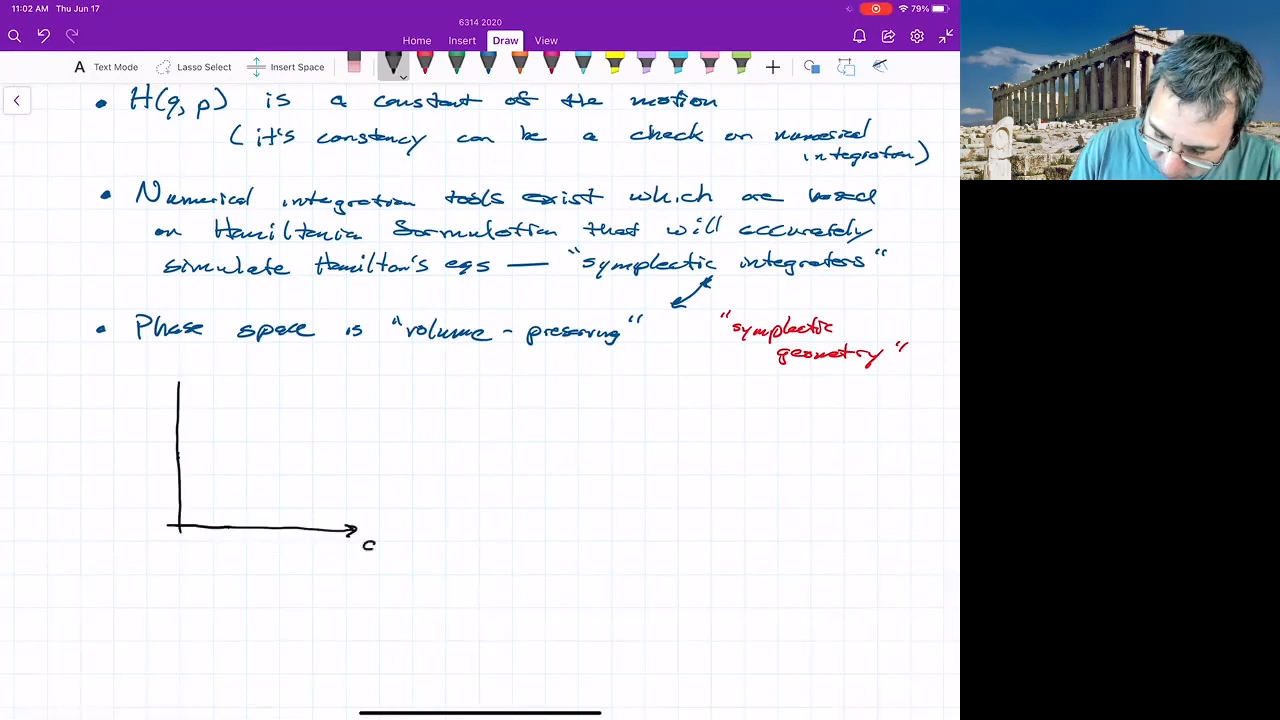 11:02 AM Thu Jun 17
79%
6314 2020
Home Insert Draw View
Text Mode Lasso Select Insert Space
• H(q, p) is a constant of the motion
(it's constancy can be a check on numerical
integration)
• Numerical integration tools exist which are based
on Hamiltonia formulation that will accurately
simulate Hamilton's eqs — "symplectic integrators"
• Phase space is "volume-preserving"
"symplectic
geometry"